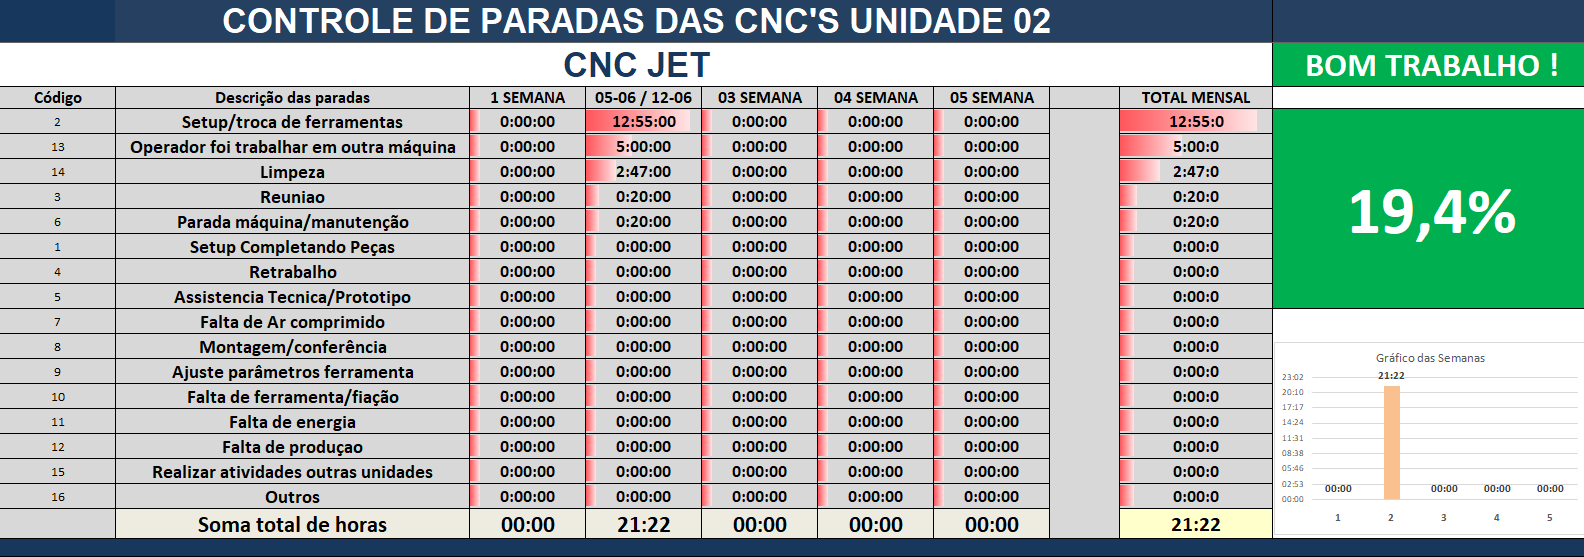 CONTROLE DE PARADAS DAS CNC'S UNIDADE 02
CNC JET
BOM TRABALHO !
Código Descrição das paradas 1 SEMANA 05-06 / 12-06 03 SEMANA 04 SEMANA 05 SEMANA TOTAL MENSAL
2 Setup/troca de ferramentas 0:00:00 12:55:00 0:00:00 0:00:00 0:00:00 12:55:0
13 Operador foi trabalhar em outra máquina 0:00:00 5:00:00 0:00:00 0:00:00 0:00:00 5:00:0
14 Limpeza 0:00:00 2:47:00 0:00:00 0:00:00 0:00:00 2:47:0
3 Reuniao 0:00:00 0:20:00 0:00:00 0:00:00 0:00:00 0:20:0
6 Parada máquina/manutenção 0:00:00 0:20:00 0:00:00 0:00:00 0:00:00 0:20:0
1 Setup Completando Peças 0:00:00 0:00:00 0:00:00 0:00:00 0:00:00 0:00:0
4 Retrabalho 0:00:00 0:00:00 0:00:00 0:00:00 0:00:00 0:00:0
5 Assistencia Tecnica/Prototipo 0:00:00 0:00:00 0:00:00 0:00:00 0:00:00 0:00:0
7 Falta de Ar comprimido 0:00:00 0:00:00 0:00:00 0:00:00 0:00:00 0:00:0
8 Montagem/conferência 0:00:00 0:00:00 0:00:00 0:00:00 0:00:00 0:00:0
9 Ajuste parâmetros ferramenta 0:00:00 0:00:00 0:00:00 0:00:00 0:00:00 0:00:0
10 Falta de ferramenta/fiação 0:00:00 0:00:00 0:00:00 0:00:00 0:00:00 0:00:0
11 Falta de energia 0:00:00 0:00:00 0:00:00 0:00:00 0:00:00 0:00:0
12 Falta de produçao 0:00:00 0:00:00 0:00:00 0:00:00 0:00:00 0:00:0
15 Realizar atividades outras unidades 0:00:00 0:00:00 0:00:00 0:00:00 0:00:00 0:00:0
16 Outros 0:00:00 0:00:00 0:00:00 0:00:00 0:00:00 0:00:0
Soma total de horas 00:00 21:22 00:00 00:00 00:00 21:22
19,4%
Gráfico das Semanas
21:22
23:02
20:10
17:17
14:24
11:31
08:38
05:46
02:53
00:00
00:00 00:00 00:00 00:00
1 2 3 4 5